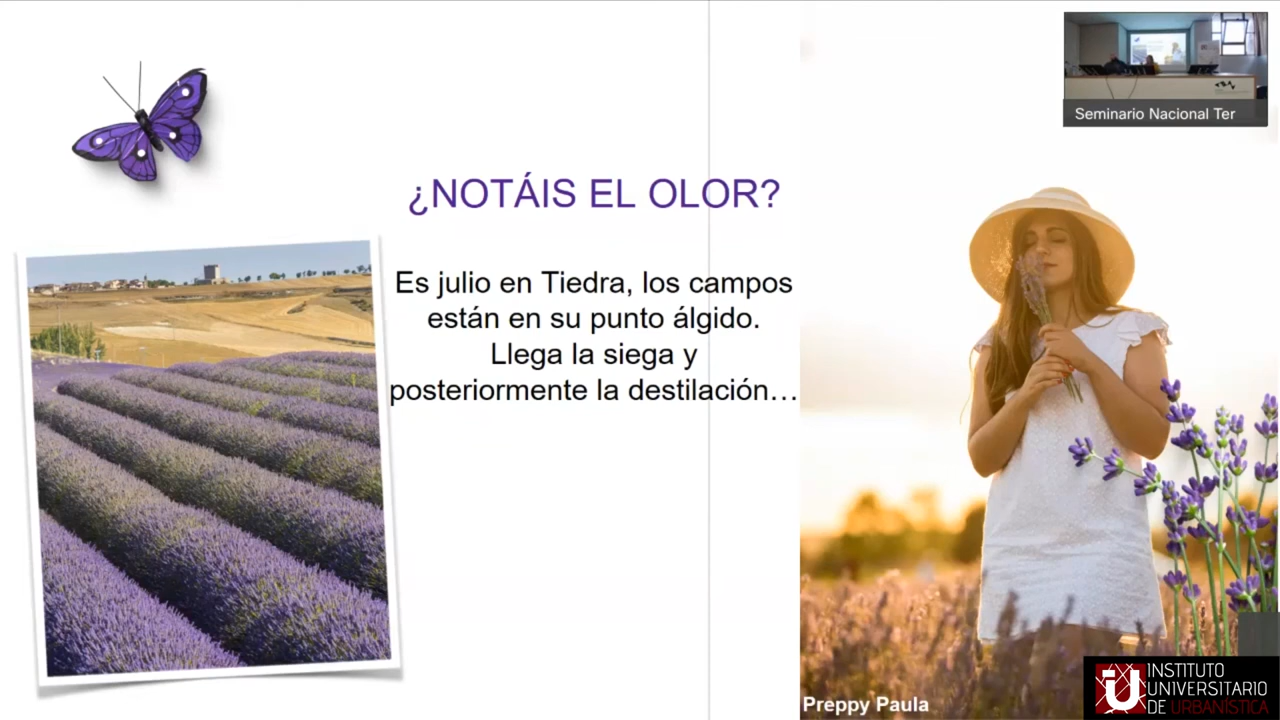 Seminario Nacional Ter
¿NOTÁIS EL OLOR?
Es julio en Tiedra, los campos
están en su punto álgido.
Llega la siega y
posteriormente la destilación…
Preppy Paula
iU
INSTITUTO
UNIVERSITARIO
DE URBANÍSTICA